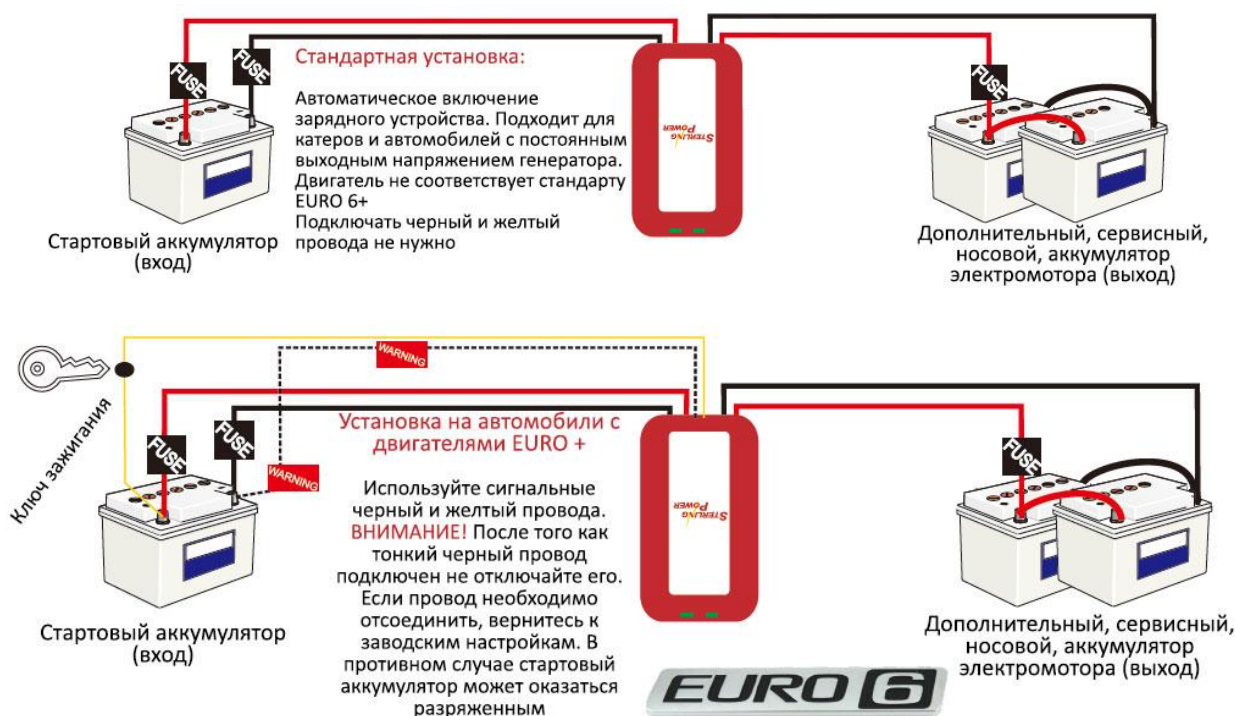 FUSE
FUSE
Стандартная установка:
Автоматическое включение
зарядного устройства. Подходит для
катеров и автомобилей с постоянным
выходным напряжением генератора.
Двигатель не соответствует стандарту
EURO 6+
Подключать черный и желтый
провода не нужно
Стартовый аккумулятор
(вход)
STERLING
POWER
FUSE
Дополнительный, сервисный,
носовой, аккумулятор
электромотора (выход)
Ключ зажигания
WARNING
WARNING
FUSE
FUSE
Установка на автомобили с
двигателями EURO +
Используйте сигнальные
черный и желтый провода.
ВНИМАНИЕ! После того как
тонкий черный провод
подключен не отключайте его.
Если провод необходимо
отсоединить, вернитесь к
заводским настройкам. В
противном случае стартовый
аккумулятор может оказаться
разряженным
Стартовый аккумулятор
(вход)
STERLING
POWER
FUSE
Дополнительный, сервисный,
носовой, аккумулятор
электромотора (выход)
EURO 6